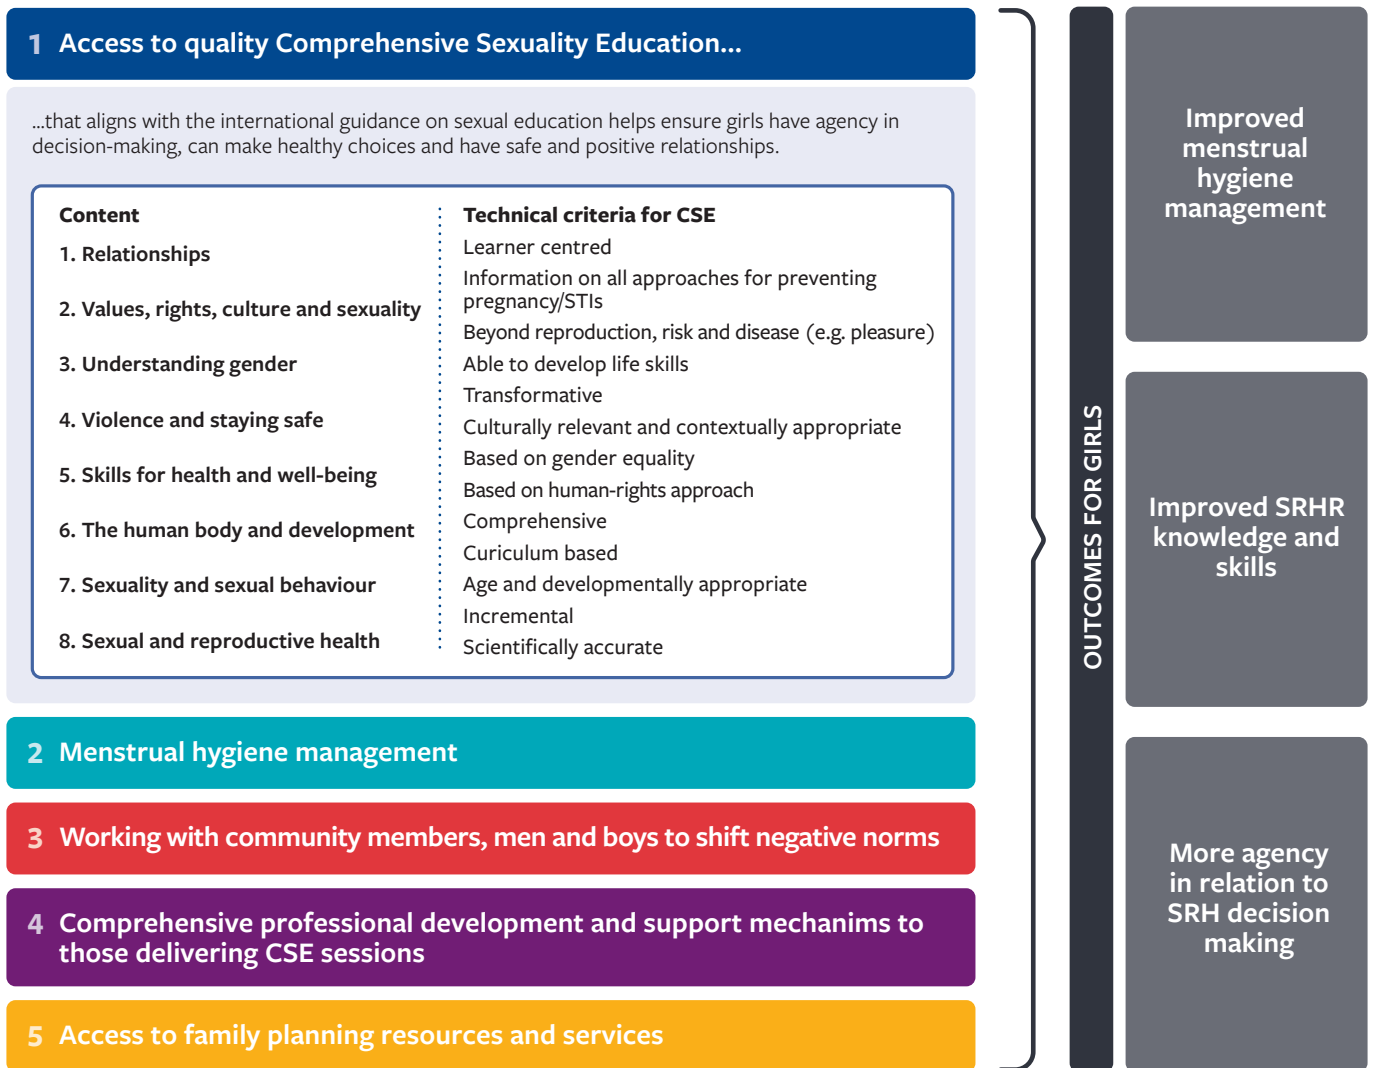 1 Access to quality Comprehensive Sexuality Education...
...that aligns with the international guidance on sexual education helps ensure girls have agency in
decision-making, can make healthy choices and have safe and positive relationships.
Content
1. Relationships
2. Values, rights, culture and sexuality
3. Understanding gender
4. Violence and staying safe
5. Skills for health and well-being
6. The human body and development
7. Sexuality and sexual behaviour
8. Sexual and reproductive health
Technical criteria for CSE
Learner centred
Information on all approaches for preventing
pregnancy/STIs
Beyond reproduction, risk and disease (e.g. pleasure)
Able to develop life skills
Transformative
Culturally relevant and contextually appropriate
Based on gender equality
Based on human-rights approach
Comprehensive
Curiculum based
Age and developmentally appropriate
Incremental
Scientifically accurate
2 Menstrual hygiene management
3 Working with community members, men and boys to shift negative norms
4 Comprehensive professional development and support mechanims to
those delivering CSE sessions
5 Access to family planning resources and services
OUTCOMES FOR GIRLS
Improved
menstrual
hygiene
management
Improved SRHR
knowledge and
skills
More agency
in relation to
SRH decision
making